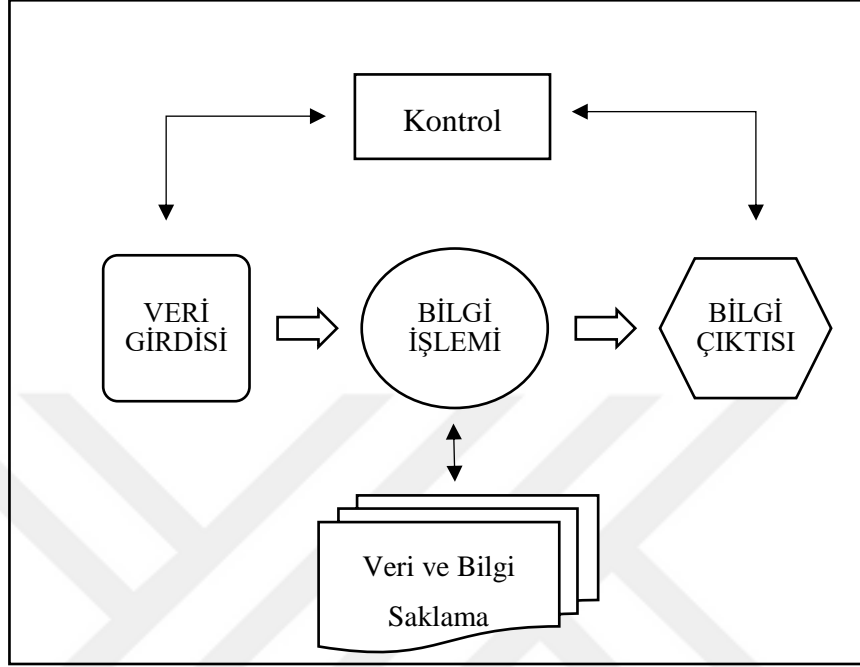 Kontrol
VERİ
GİRDİSİ
BİLGİ
İŞLEMİ
BİLGİ
ÇIKTISI
Veri ve Bilgi
Saklama